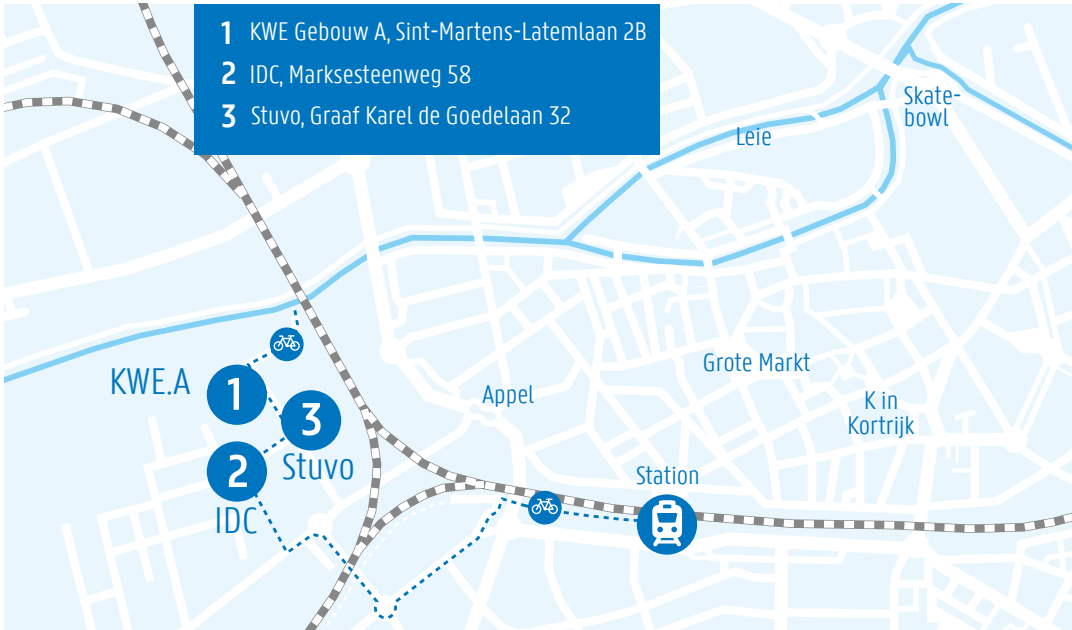 1 KWE Gebouw A, Sint-Martens-Latemlaan 2B
2 IDC, Marksesteenweg 58
3 Stuvo, Graaf Karel de Goedelaan 32
Skate-
bowl
Leie
Grote Markt
KWE.A
1
Appel
K in
Kortrijk
3
Stuvo
2
IDC
Station